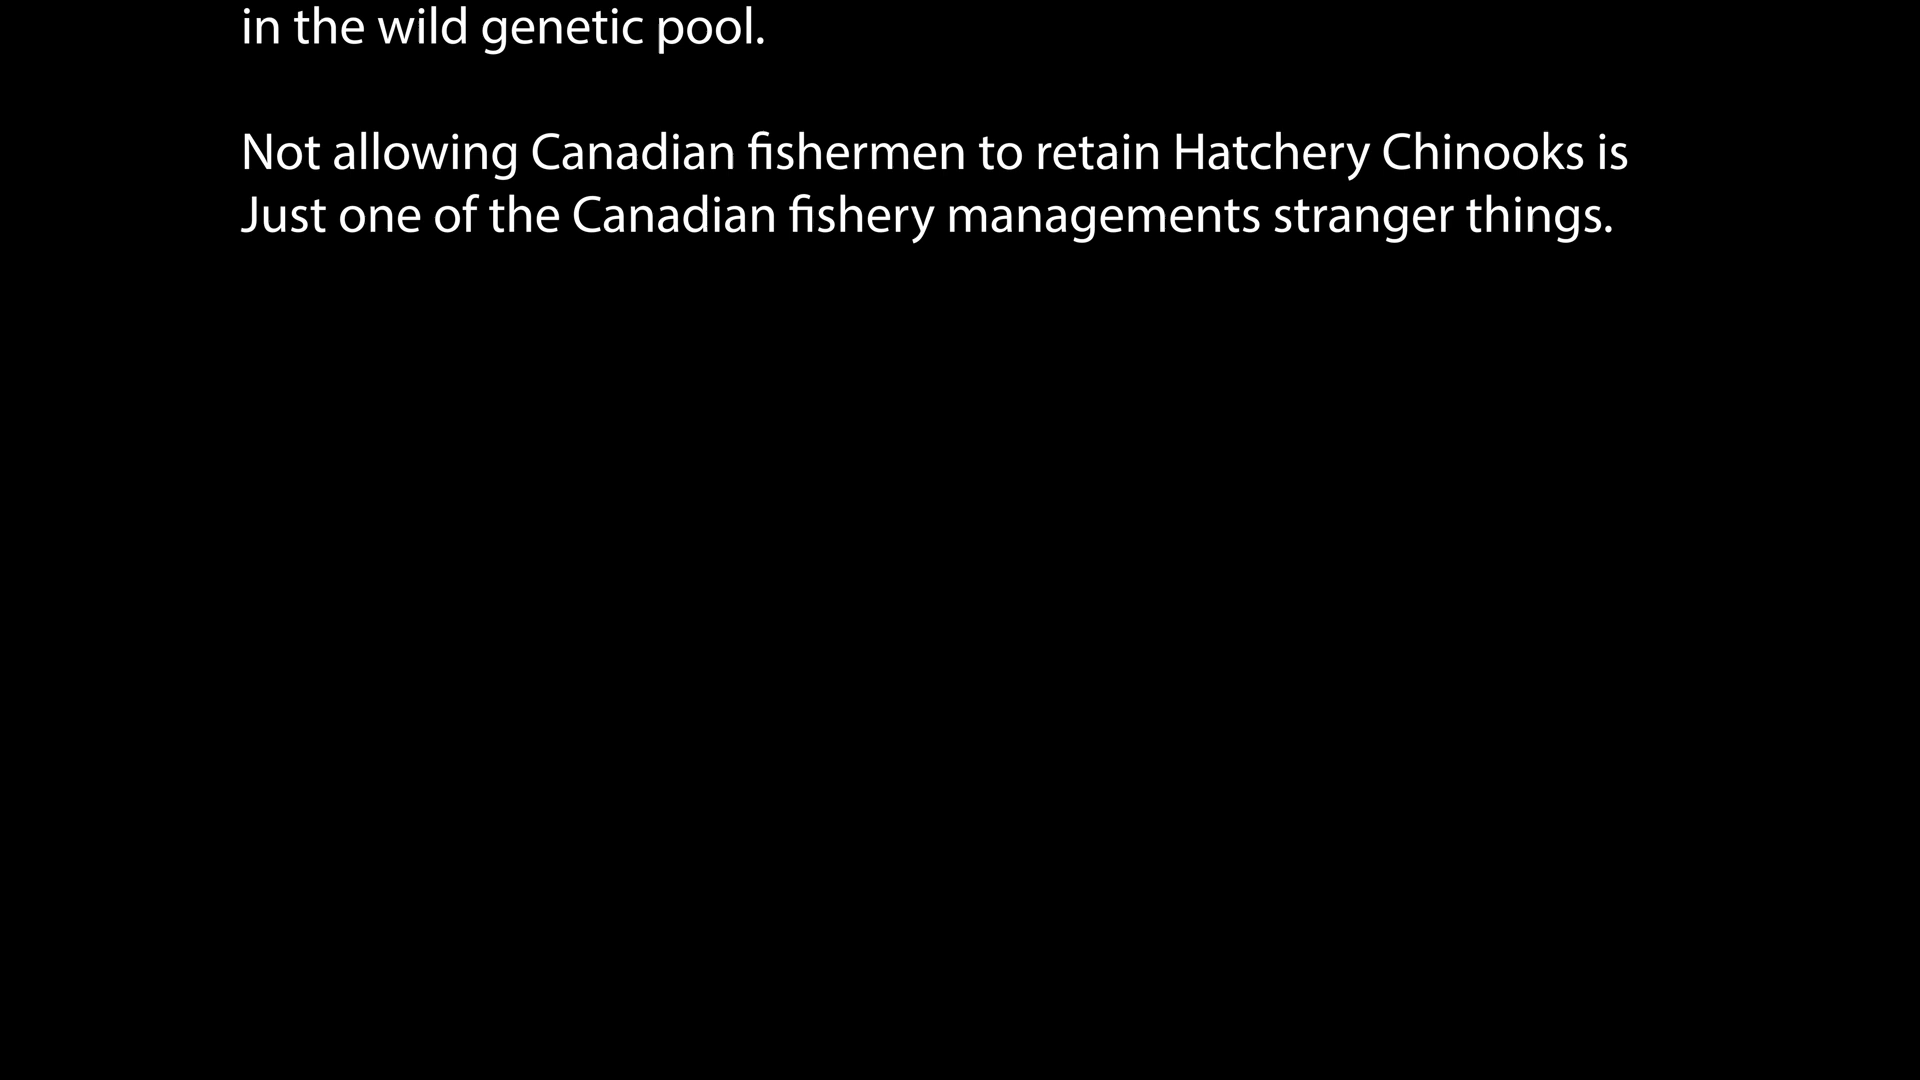 in the wild genetic pool.
Not allowing Canadian fishermen to retain Hatchery Chinooks is
Just one of the Canadian fishery managements stranger things.